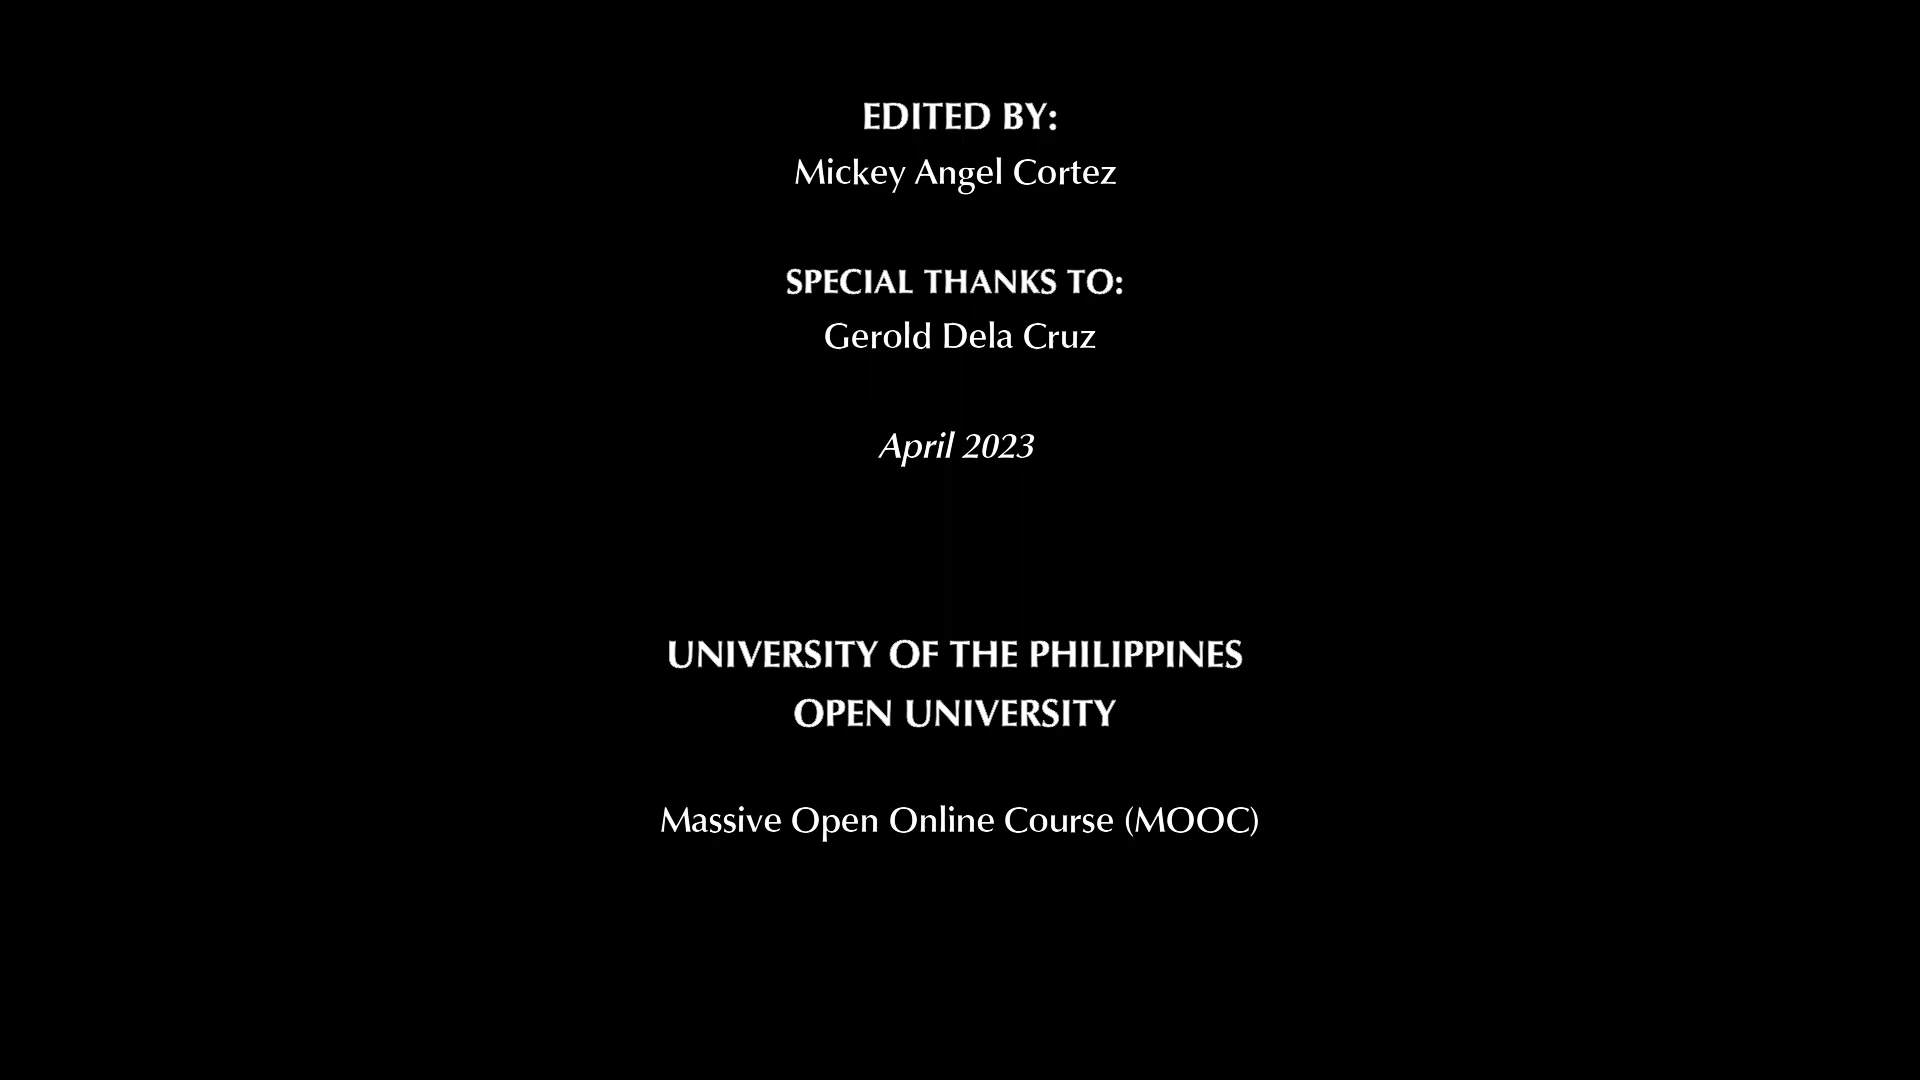 EDITED BY:
Mickey Angel Cortez
SPECIAL THANKS TO:
Gerold Dela Cruz
April 2023
UNIVERSITY OF THE PHILIPPINES
OPEN UNIVERSITY
Massive Open Online Course (MOOC)